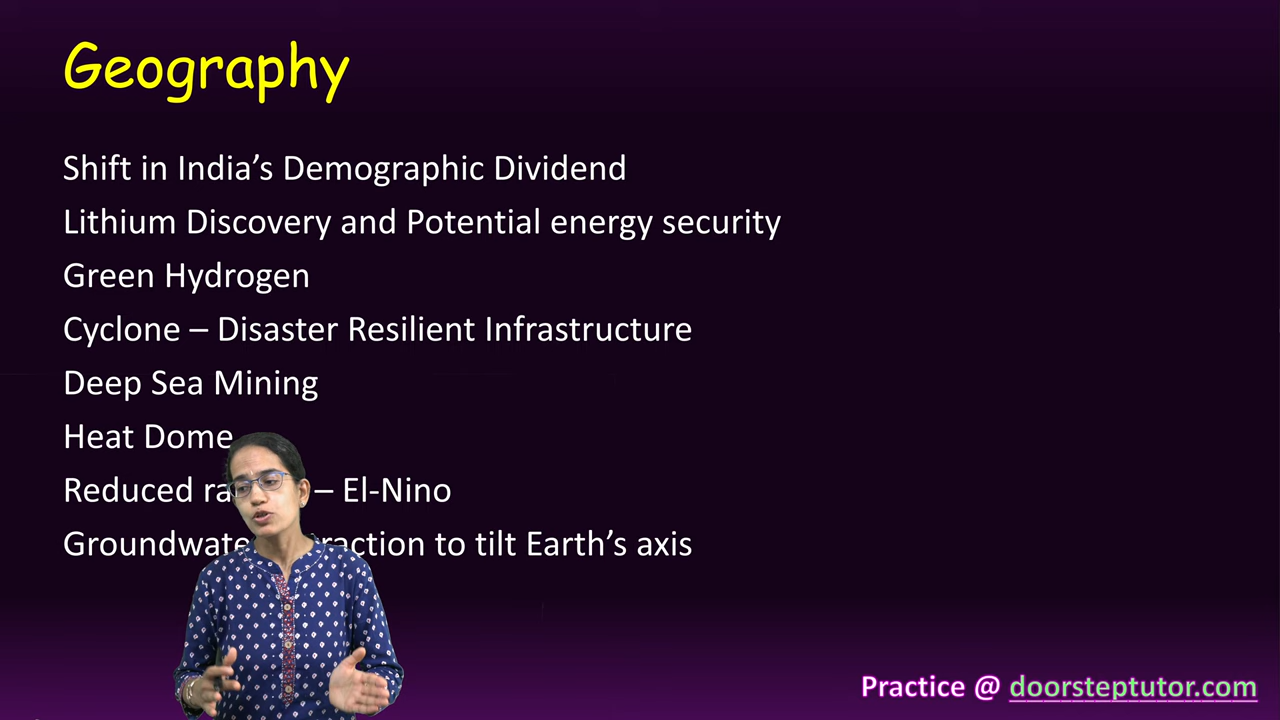 Geography
Shift in India’s Demographic Dividend
Lithium Discovery and Potential energy security
Green Hydrogen
Cyclone – Disaster Resilient Infrastructure
Deep Sea Mining
Heat Dome
Reduced – El-Nino
to tilt Earth’s axis
Practice @ doorsteptutor.com